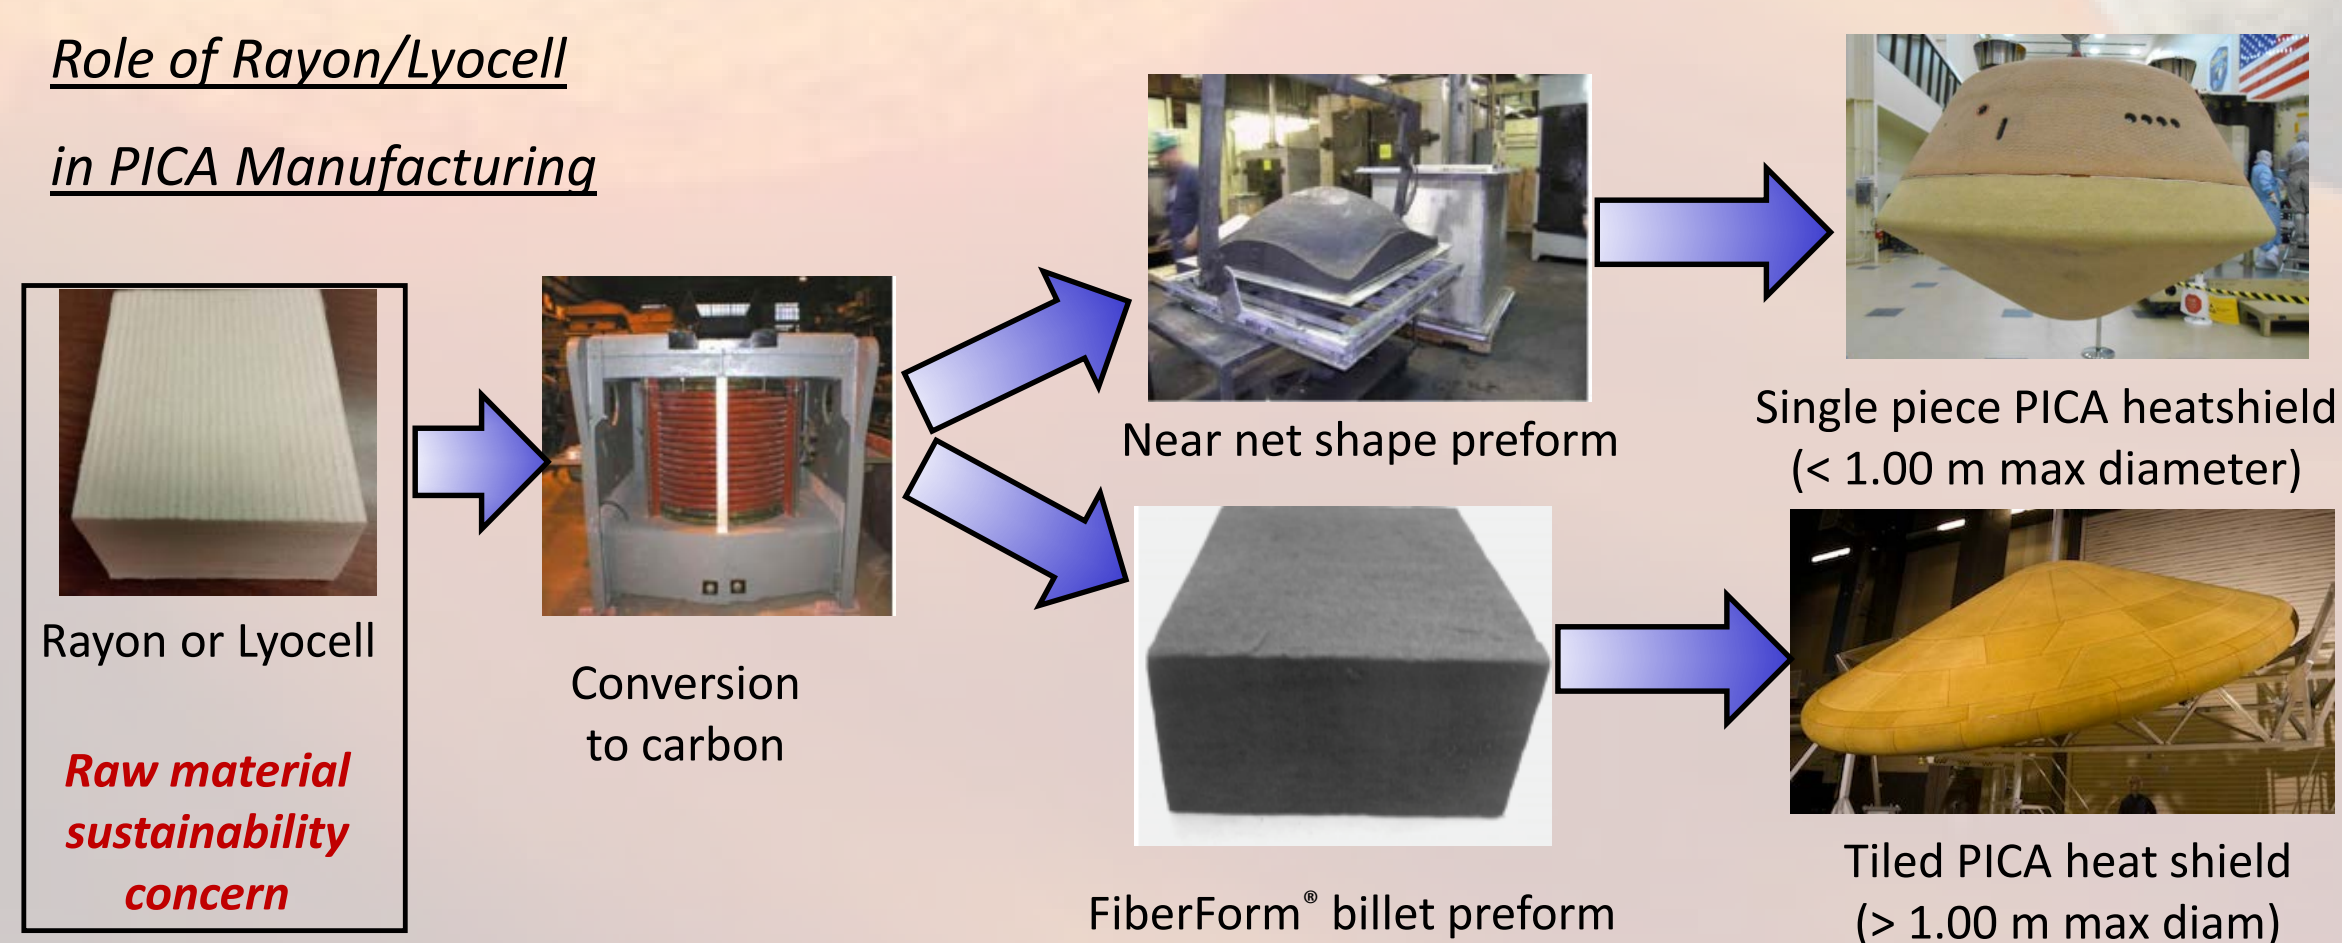 Role of Rayon/Lyocell
in PICA Manufacturing
Rayon or Lyocell
Raw material
sustainability
concern
Conversion
to carbon
Near net shape preform
FiberForm® billet preform
Single piece PICA heatshield
(< 1.00 m max diameter)
Tiled PICA heat shield
(> 1.00 m max diam)